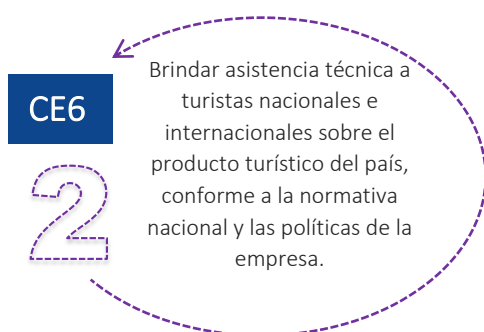 CE6
2
Brindar asistencia técnica a
turistas nacionales e
internacionales sobre el
producto turístico del país,
conforme a la normativa
nacional y las políticas de la
empresa.